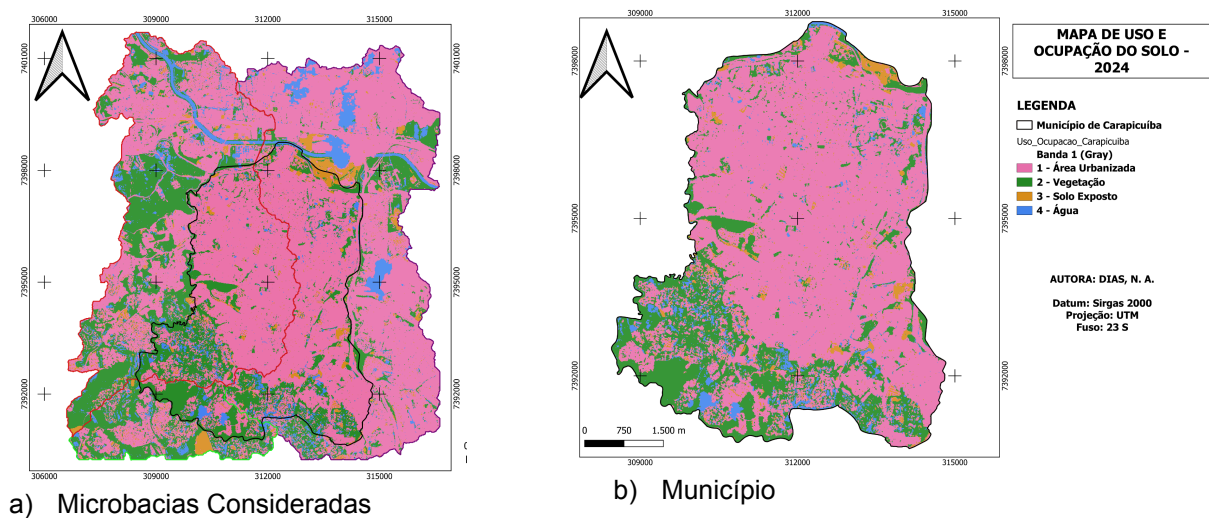 306000
309000
312000
315000
7401000
7398000
7395000
7392000
7401000
7398000
7395000
7392000
306000
309000
312000
315000
a) Microbacias Consideradas
309000
312000
315000
7398000
7395000
7392000
7398000
7395000
7392000
0 750 1.500 m
309000
312000
315000
b) Município
MAPA DE USO E
OCUPAÇÃO DO SOLO -
2024
LEGENDA
Município de Carapicuíba
Uso_Ocupacao_Carapicuiba
Banda 1 (Gray)
1 - Área Urbanizada
2 - Vegetação
3 - Solo Exposto
4 - Água
AUTORA: DIAS, N. A.
Datum: Sirgas 2000
Projeção: UTM
Fuso: 23 S